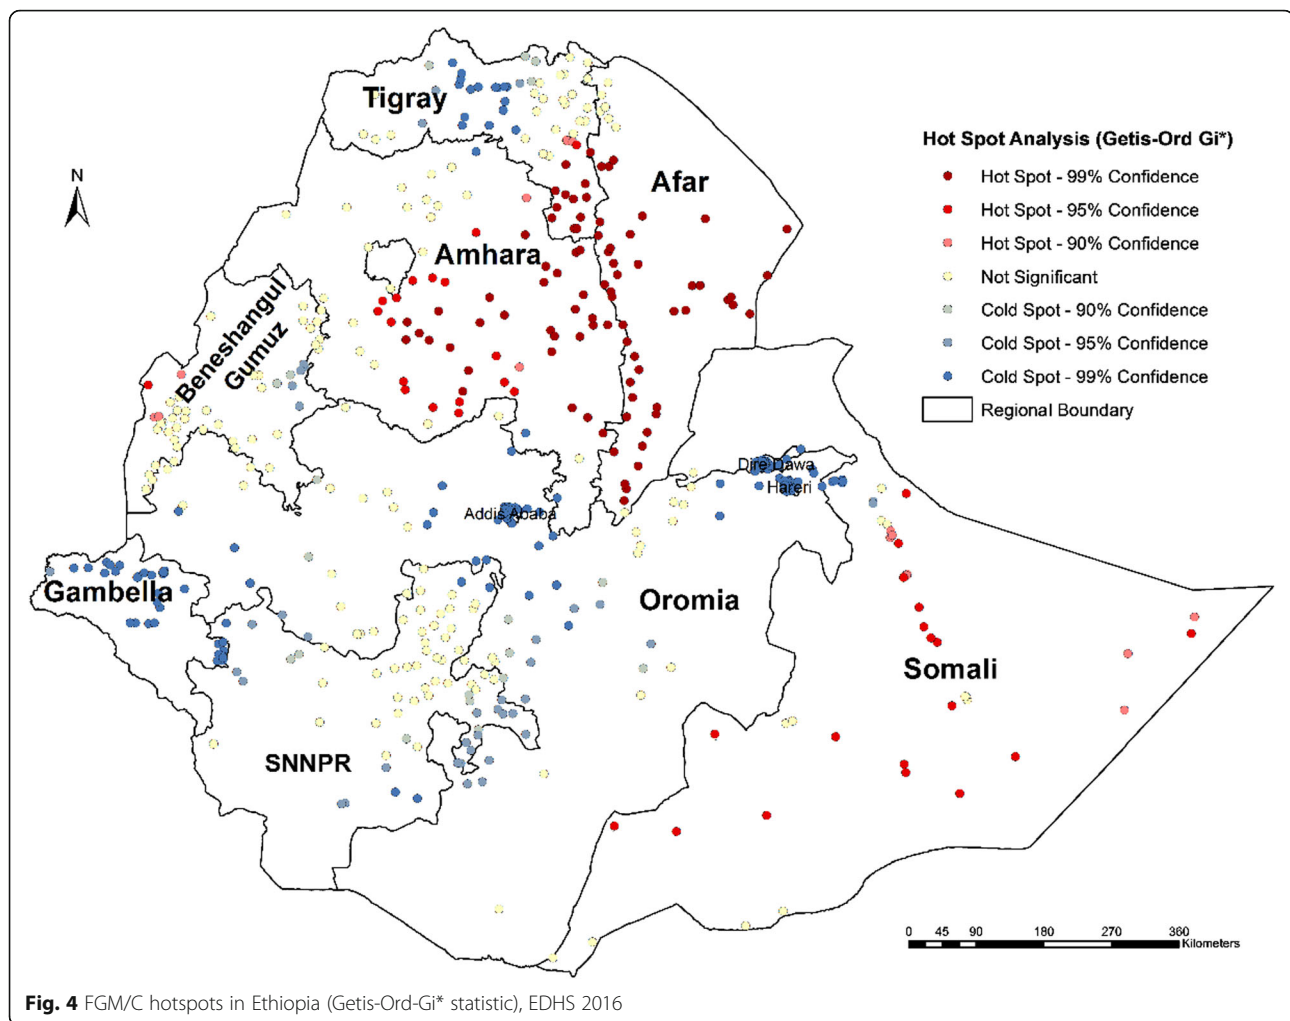 N
Tigray
Afar
Amhara
Beneshangul
Gumuz
Dire Dawa
Hareri
Addis Ababa
Gambella
Oromia
Somali
SNNPR
Hot Spot Analysis (Getis-Ord Gi*)
Hot Spot - 99% Confidence
Hot Spot - 95% Confidence
Hot Spot - 90% Confidence
Not Significant
Cold Spot - 90% Confidence
Cold Spot - 95% Confidence
Cold Spot - 99% Confidence
Regional Boundary
0 45 90 180 270 360
Kilometers
Fig. 4 FGM/C hotspots in Ethiopia (Getis-Ord-Gi* statistic), EDHS 2016